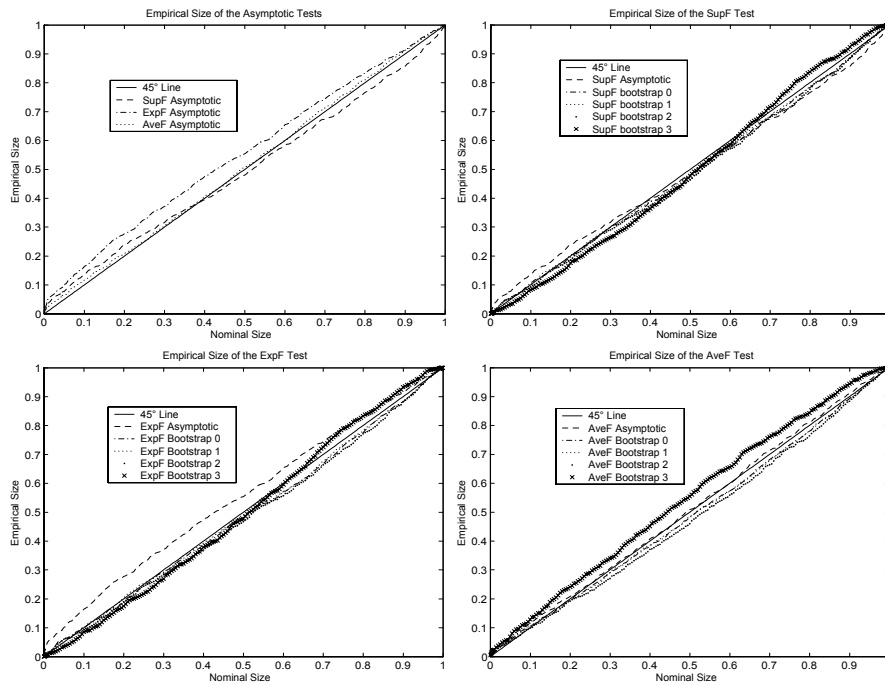 Empirical Size of the Asymptotic Tests
45° Line
SupF Asymptotic
ExpF Asymptotic
AveF Asymptotic
Empirical Size
1
0.9
0.8
0.7
0.6
0.5
0.4
0.3
0.2
0.1
0
0 0.1 0.2 0.3 0.4 0.5 0.6 0.7 0.8 0.9 1
Nominal Size
Empirical Size of the SupF Test
45° Line
SupF Asymptotic
SupF bootstrap 0
SupF bootstrap 1
SupF bootstrap 2
SupF bootstrap 3
Empirical Size
1
0.9
0.8
0.7
0.6
0.5
0.4
0.3
0.2
0.1
0
0 0.1 0.2 0.3 0.4 0.5 0.6 0.7 0.8 0.9
Nominal Size
Empirical Size of the ExpF Test
45° Line
ExpF Asymptotic
ExpF Bootstrap 0
ExpF Bootstrap 1
ExpF Bootstrap 2
ExpF Bootstrap 3
Empirical Size
1
0.9
0.8
0.7
0.6
0.5
0.4
0.3
0.2
0.1
0
0 0.1 0.2 0.3 0.4 0.5 0.6 0.7 0.8 0.9 1
Nominal Size
Empirical Size of the AveF Test
45° Line
AveF Asymptotic
AveF Bootstrap 0
AveF Bootstrap 1
AveF Bootstrap 2
AveF Bootstrap 3
Empirical Size
1
0.9
0.8
0.7
0.6
0.5
0.4
0.3
0.2
0.1
0
0 0.1 0.2 0.3 0.4 0.5 0.6 0.7 0.8 0.9
Nominal Size